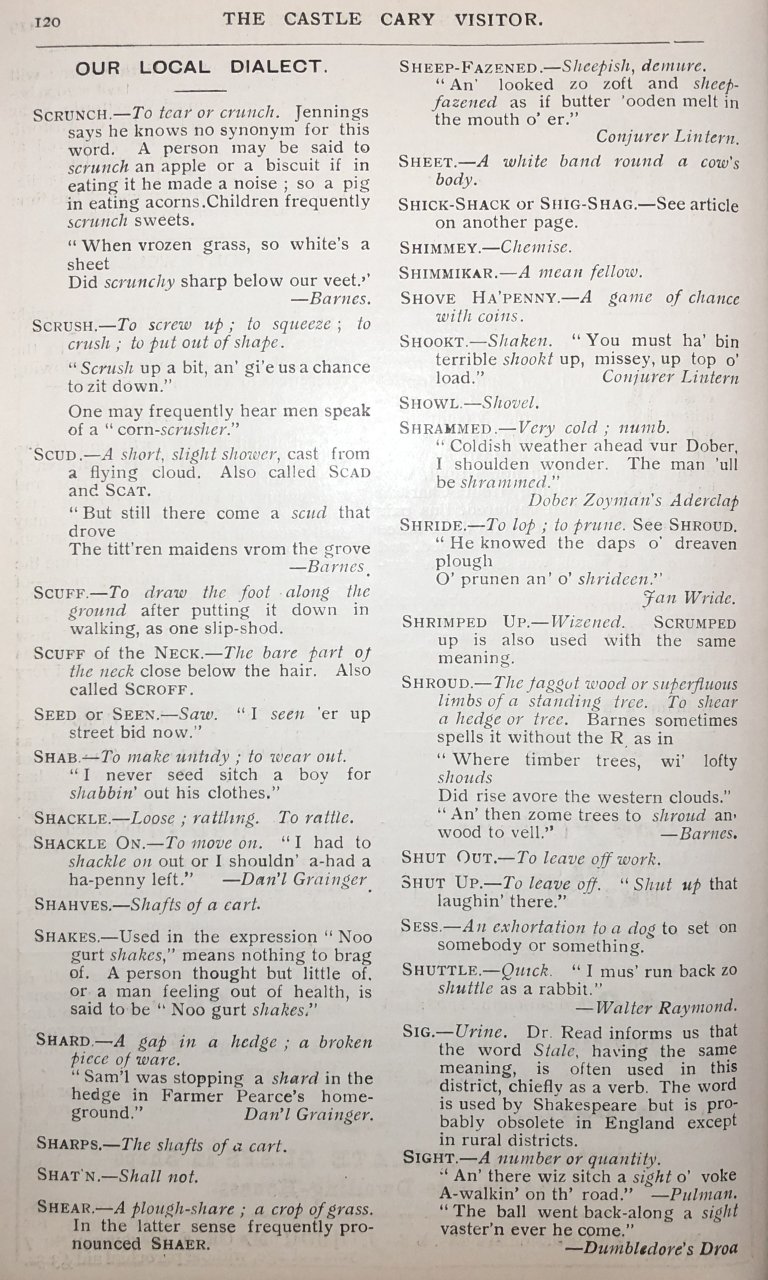 120
THE CASTLE CARY VISITOR.
OUR LOCAL DIALECT.
SCRUNCH.—To tear or crunch. Jennings
says he knows no synonym for this
word. A person may be said to
scrunch an apple or a biscuit if in
eating it he made a noise ; so a pig
in eating acorns.Children frequently
scrunch sweets.
“ When vrozen grass, so white's a
sheet
Did scrunchy sharp below our veet.”
—Barnes.
SCRUSH.—To screw up ; to squeeze ; to
crush ; to put out of shape.
“Scrush up a bit, an' gi'e us a chance
to zit down.”
One may frequently hear men speak
of a “ corn-scrusher.”
SCUD.—A short, slight shower, cast from
a flying cloud. Also called SCAD
and SCAT.
“ But still there come a scud that
drove
The titt'ren maidens vrom the grove
—Barnes.
SCUFF.—To draw the foot along the
ground after putting it down in
walking, as one slip-shod.
SCUFF of the NECK.—The bare part of
the neck close below the hair. Also
called SCROFF.
SEED or SEEN.—Saw. “ I seen 'er up
street bid now.”
SHAB.—To make untidy ; to wear out.
“ I never seed sitch a boy for
shabbin' out his clothes.”
SHACKLE.—Loose ; rattling. To rattle.
SHACKLE ON.—To move on. “ I had to
shackle on out or I shouldn' a-had a
ha-penny left.” —Dan'l Grainger.
SHAHVES.—Shafts of a cart.
SHAKES.—Used in the expression “ Noo
gurt shakes,” means nothing to brag
of. A person thought but little of,
or a man feeling out of health, is
said to be “ Noo gurt shakes.”
SHARD.—A gap in a hedge ; a broken
piece of ware.
“ Sam'l was stopping a shard in the
hedge in Farmer Pearce's home-
ground.” Dan'l Grainger.
SHARPS.—The shafts of a cart.
SHAT'N.—Shall not.
SHEAR.—A plough-share ; a crop of grass.
In the latter sense frequently pro-
nounced SHAER.
SHEEP-FAZENED.—Sheepish, demure.
“ An' looked zo zoft and sheep-
fazened as if butter 'ooden melt in
the mouth o' er.”
Conjurer Lintern.
SHEET.—A white band round a cow's
body.
SHICK-SHACK or SHIG-SHAG.—See article
on another page.
SHIMMEY.—Chemise.
SHIMMIKAR.—A mean fellow.
SHOVE HA'PENNY.—A game of chance
with coins.
SHOOKT.—Shaken. “ You must ha' bin
terrible shookt up, missey, up top o'
load.” Conjurer Lintern
SHOWL.—Shovel.
SHRAMMED.—Very cold ; numb.
“ Coldish weather ahead vur Dober,
I shoulden wonder. The man 'ull
be shrammed.”
Dober Zoyman's Aderclap
SHRIDE.—To lop ; to prune. See SHROUD.
“ He knowed the daps o' dreaven
plough
O' prunen an' o' shrideen.”
Jan Wride.
SHRIMPED UP.—Wizened. SCRUMPED
up is also used with the same
meaning.
SHROUD.—The faggot wood or superfluous
limbs of a standing tree. To shear
a hedge or tree. Barnes sometimes
spells it without the R. as in
“ Where timber trees, wi' lofty
shouds
Did rise avore the western clouds.”
“ An' then zome trees to shroud an'
wood to vell.” —Barnes.
SHUT OUT.—To leave off work.
SHUT UP.—To leave off. “ Shut up that
laughin' there.”
SESS.—An exhortation to a dog to set on
somebody or something.
SHUTTLE.—Quick. “ I mus' run back zo
shuttle as a rabbit.”
—Walter Raymond.
SIG.—Urine. Dr. Read informs us that
the word Stale, having the same
meaning, is often used in this
district, chiefly as a verb. The word
is used by Shakespeare but is pro-
bably obsolete in England except
in rural districts.
SIGHT.—A number or quantity.
“ An' there wiz sitch a sight o' voke
A-walkin' on th' road.” —Pulman.
“ The ball went back-along a sight
vaster'n ever he come.”
—Dumbledore's Droa